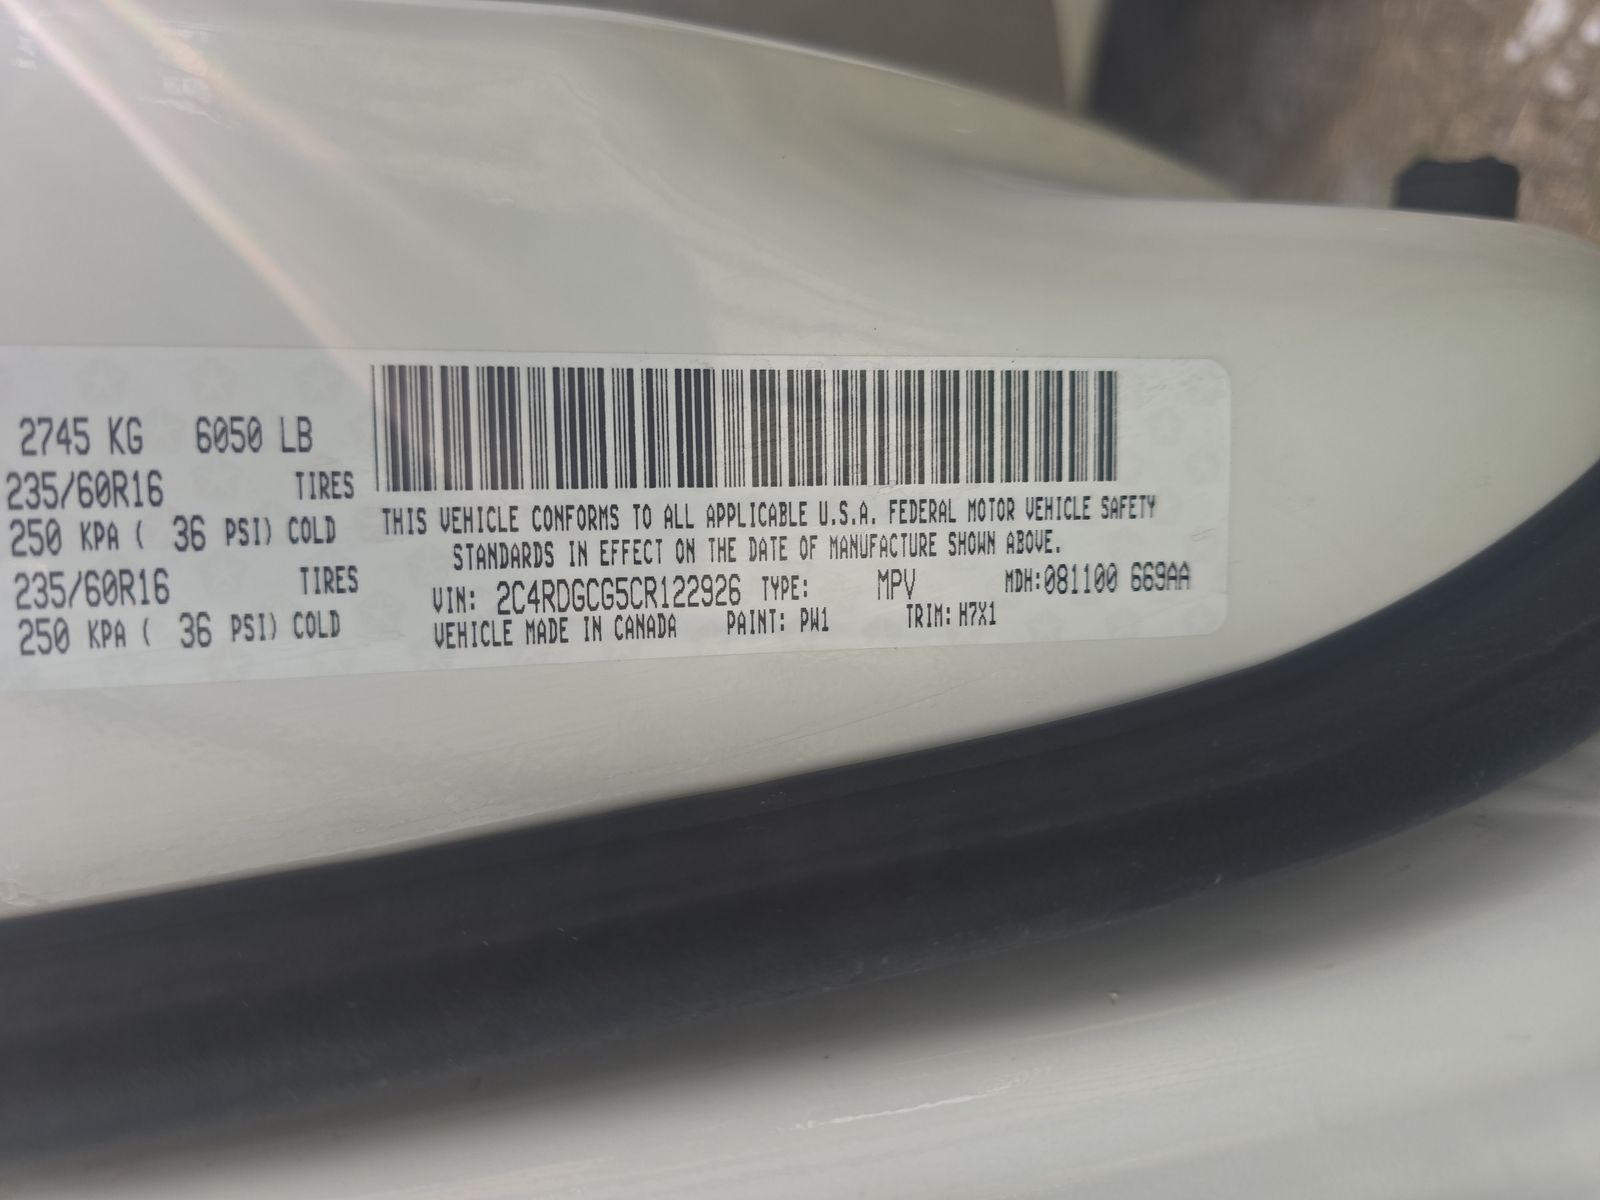 2745 KG 6050 LB
235/60R16 TIRES
250 KPA ( 36 PSI) COLD
235/60R16 TIRES
250 KPA ( 36 PSI) COLD
THIS VEHICLE CONFORMS TO ALL APPLICABLE U.S.A. FEDERAL MOTOR VEHICLE SAFETY
STANDARDS IN EFFECT ON THE DATE OF MANUFACTURE SHOWN ABOVE.
VIN: 2C4RDGCG5CR122926 TYPE: MPV MDH:081100 669AA
VEHICLE MADE IN CANADA PAINT: PW1 TRIM: H7X1